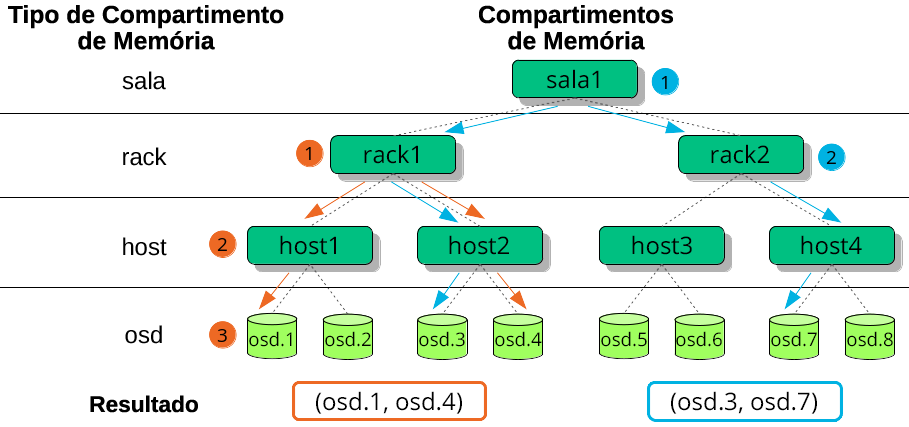 Tipo de Compartimento
de Memória
Compartimentos
de Memória
sala
sala1
1
rack
1
rack1
rack2
2
host
2
host1
host2
host3
host4
osd
3
osd.1
osd.2
osd.3
osd.4
osd.5
osd.6
osd.7
osd.8
Resultado
(osd.1, osd.4)
(osd.3, osd.7)